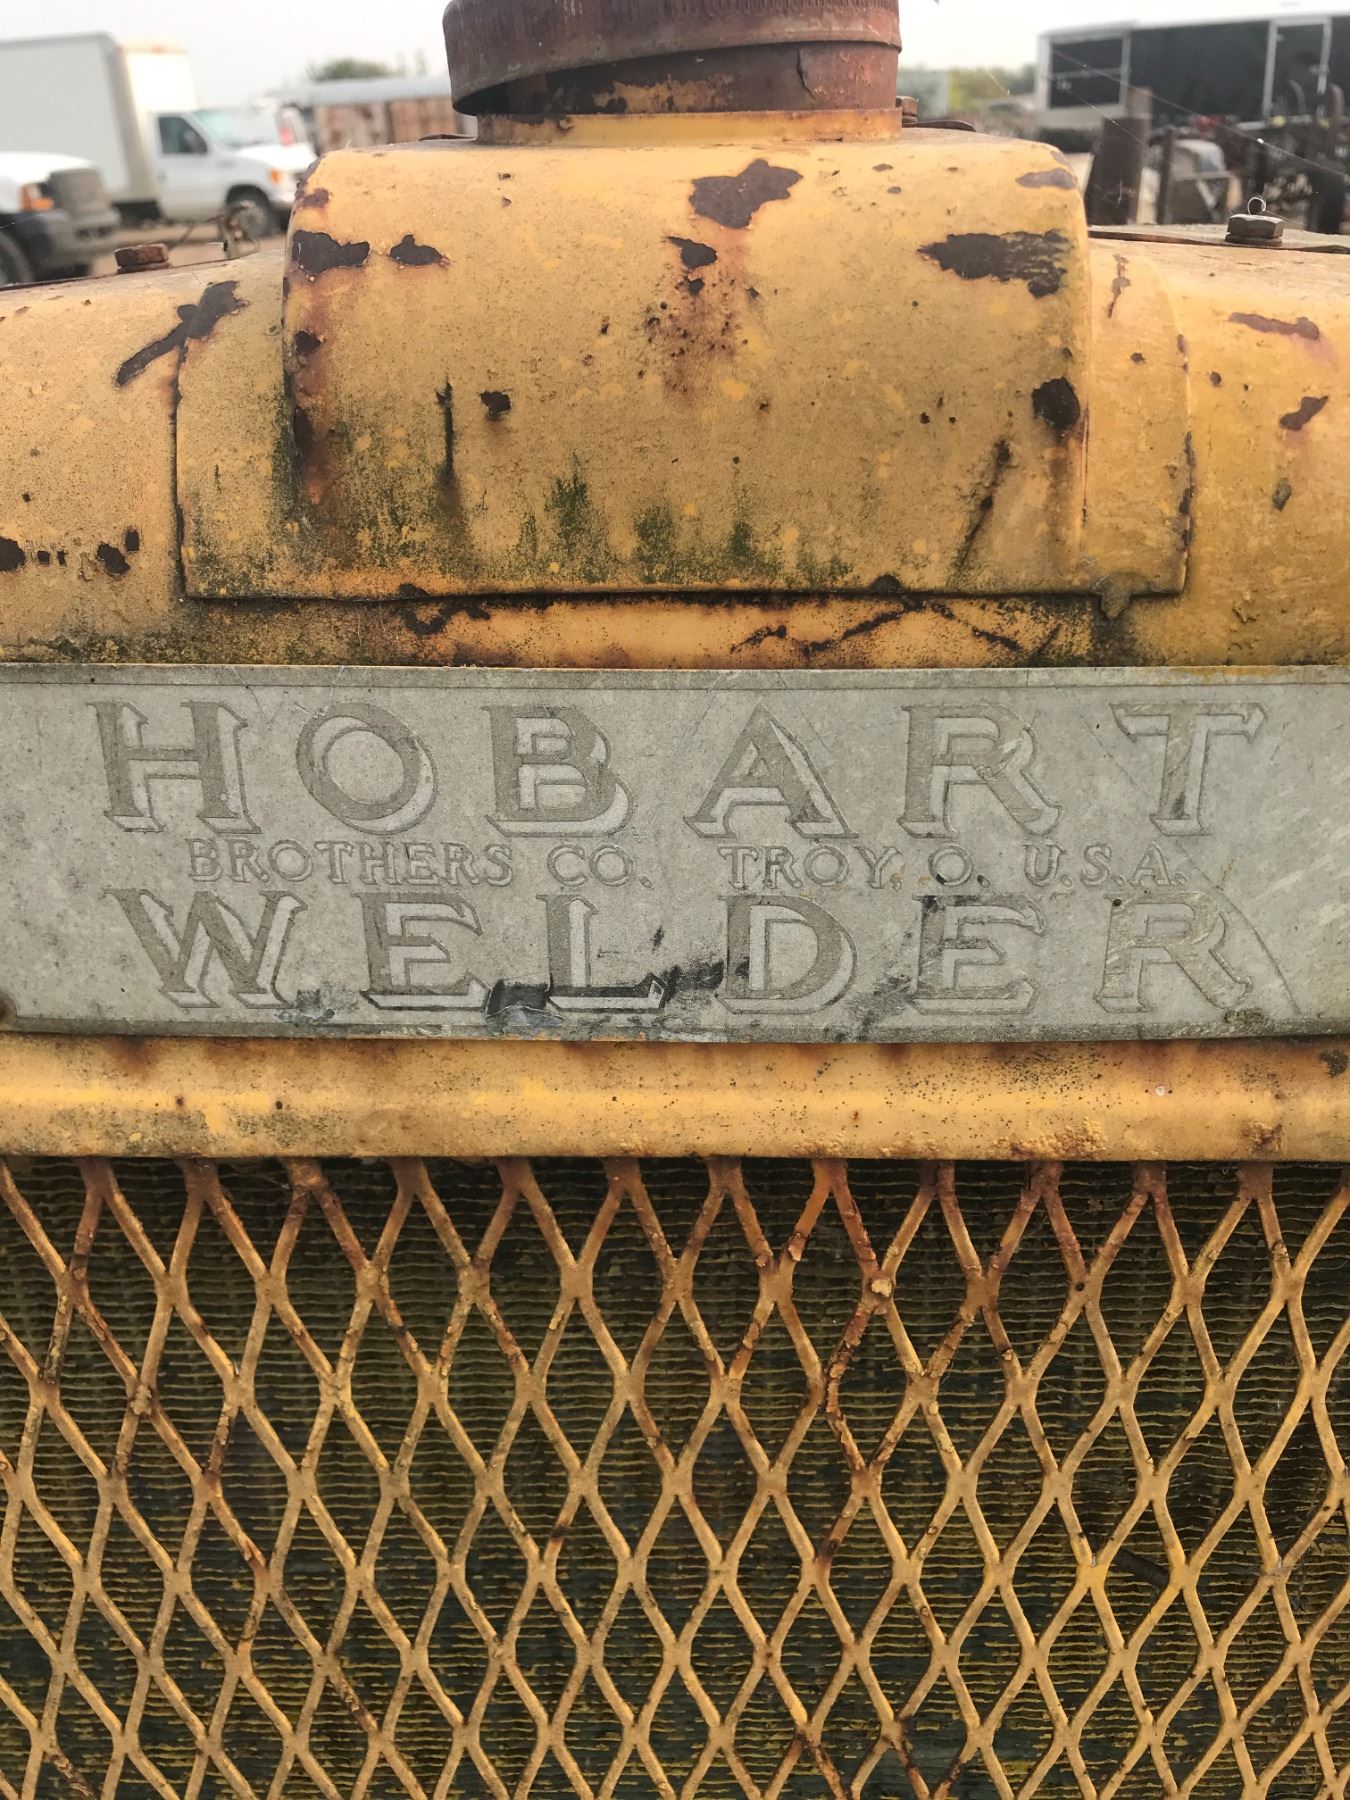 HOBART
BROTHERS CO. TROY, O. U.S.A.
WELDER